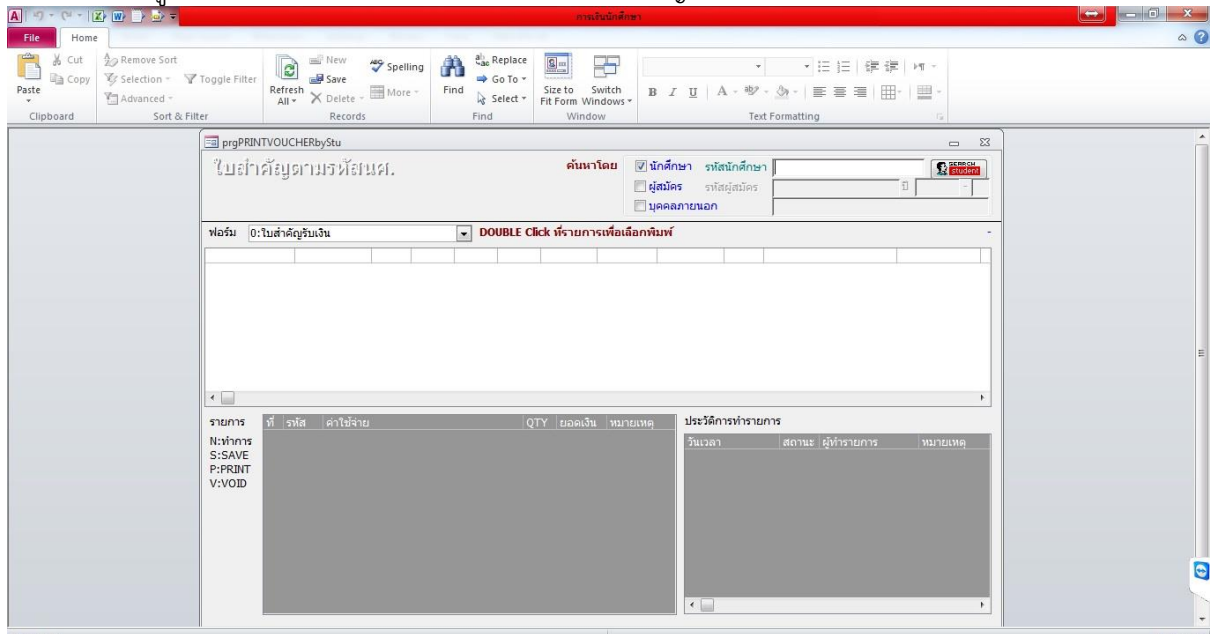 การเงินนักศึกษา
File Home
Cut Remove Sort New Spelling Replace
Copy Selection Toggle Filter Save Go To
Paste Advanced Refresh All Delete More Find Select Size to Fit Form Switch Windows B I U A
Clipboard Sort & Filter Records Find Window Text Formatting
prgPRINTVOUCHERbyStu
ใบสำคัญตามรหัสนศ. ค้นหาโดย นักศึกษา รหัสนักศึกษา SEARCH student
ผู้สมัคร รหัสผู้สมัคร ปี -
บุคคลภายนอก
ฟอร์ม 0:ใบสำคัญรับเงิน DOUBLE Click ที่รายการเพื่อเลือกพิมพ์ -
รายการ ที่ รหัส ค่าใช้จ่าย QTY ยอดเงิน หมายเหตุ ประวัติการทำรายการ
N:ทำการ วันเวลา สถานะ ผู้ทำรายการ หมายเหตุ
S:SAVE
P:PRINT
V:VOID